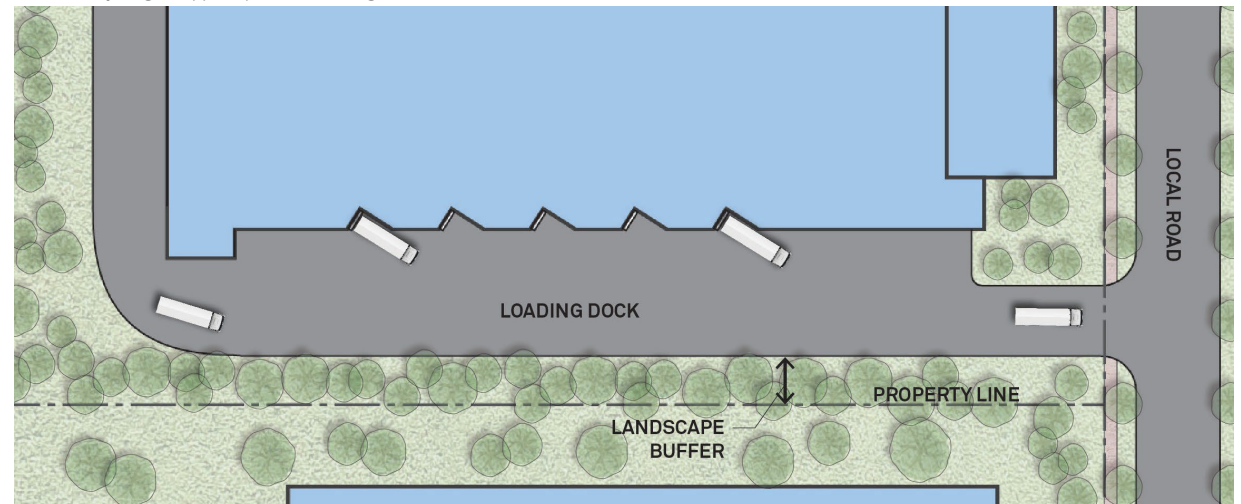 LOCAL ROAD
LOADING DOCK
PROPERTY LINE
LANDSCAPE
BUFFER